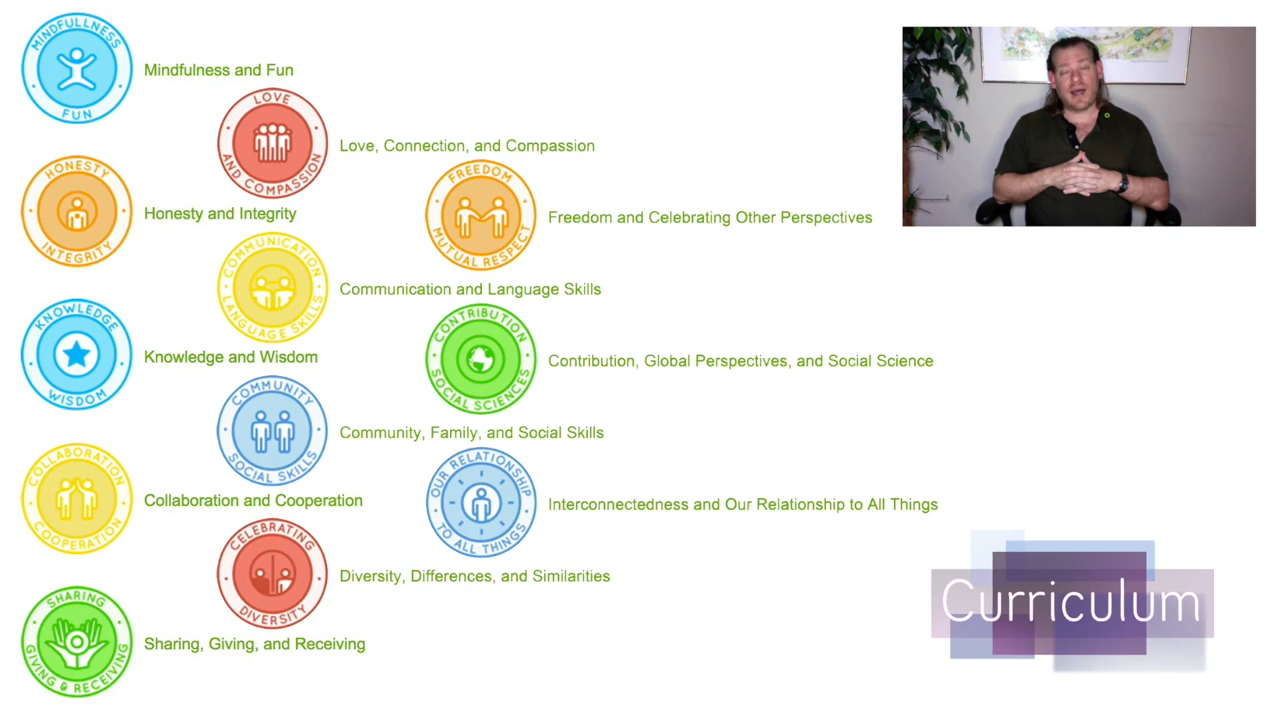 MINDFULLNESS
FUN
Mindfulness and Fun
LOVE
AND COMPASSION
Love, Connection, and Compassion
HONESTY
INTEGRITY
Honesty and Integrity
FREEDOM
MUTUAL RESPECT
Freedom and Celebrating Other Perspectives
COMMUNICATION
LANGUAGE SKILLS
Communication and Language Skills
KNOWLEDGE
WISDOM
Knowledge and Wisdom
CONTRIBUTION
SOCIAL SCIENCES
Contribution, Global Perspectives, and Social Science
COMMUNITY
SOCIAL SKILLS
Community, Family, and Social Skills
COLLABORATION
COOPERATION
Collaboration and Cooperation
OUR RELATIONSHIP
TO ALL THINGS
Interconnectedness and Our Relationship to All Things
CELEBRATING
DIVERSITY
Diversity, Differences, and Similarities
SHARING
GIVING & RECEIVING
Sharing, Giving, and Receiving
Curriculum